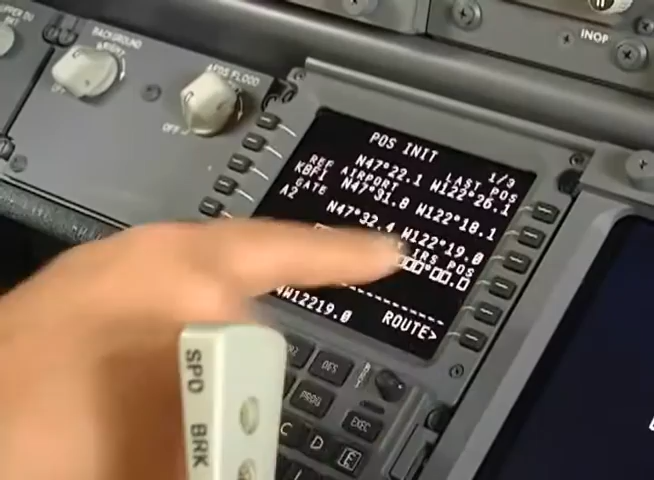 INOP
BACKGROUND
BRIGHT
OFF
AFDS FLOOD
OFF
POS INIT 1/3
LAST POS
N47°22.1 W122°26.1
REF AIRPORT
KBFI N47°31.8 W122°18.1
GATE
A2 N47°32.4 W122°19.0
IRS POS
□□□°□□.□
W12219.0
ROUTE>
DES
PROG
EXEC
C D E
SPD
BRK